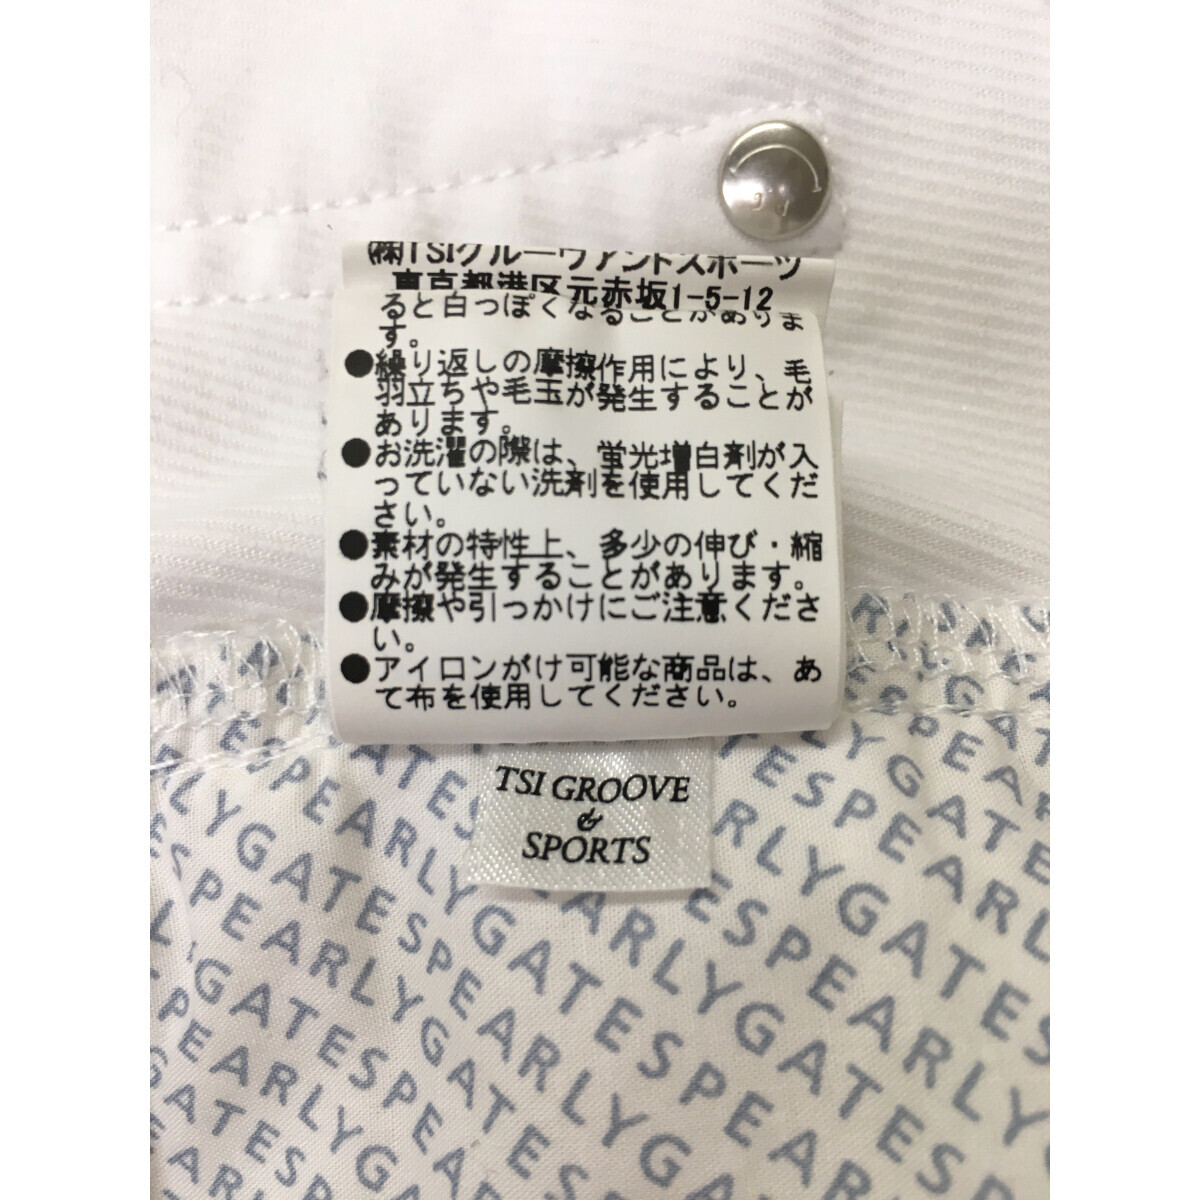 ㈱TSIグルーヴアンドスポーツ
東京都港区元赤坂1-5-12
ると白っぽくなることがありま
す。
●繰り返しの摩擦作用により、毛
羽立ちや毛玉が発生することが
あります。
●お洗濯の際は、蛍光増白剤が入
っていない洗剤を使用してくだ
さい。
●素材の特性上、多少の伸び・縮
みが発生することがあります。
●摩擦や引っかけにご注意くださ
い。
●アイロンがけ可能な商品は、あ
て布を使用してください。
TSI GROOVE
&
SPORTS
PEARLYGATESPEARLYGATES
PEARLYGATESPEARLYGATES
PEARLYGATESPEARLYGATES